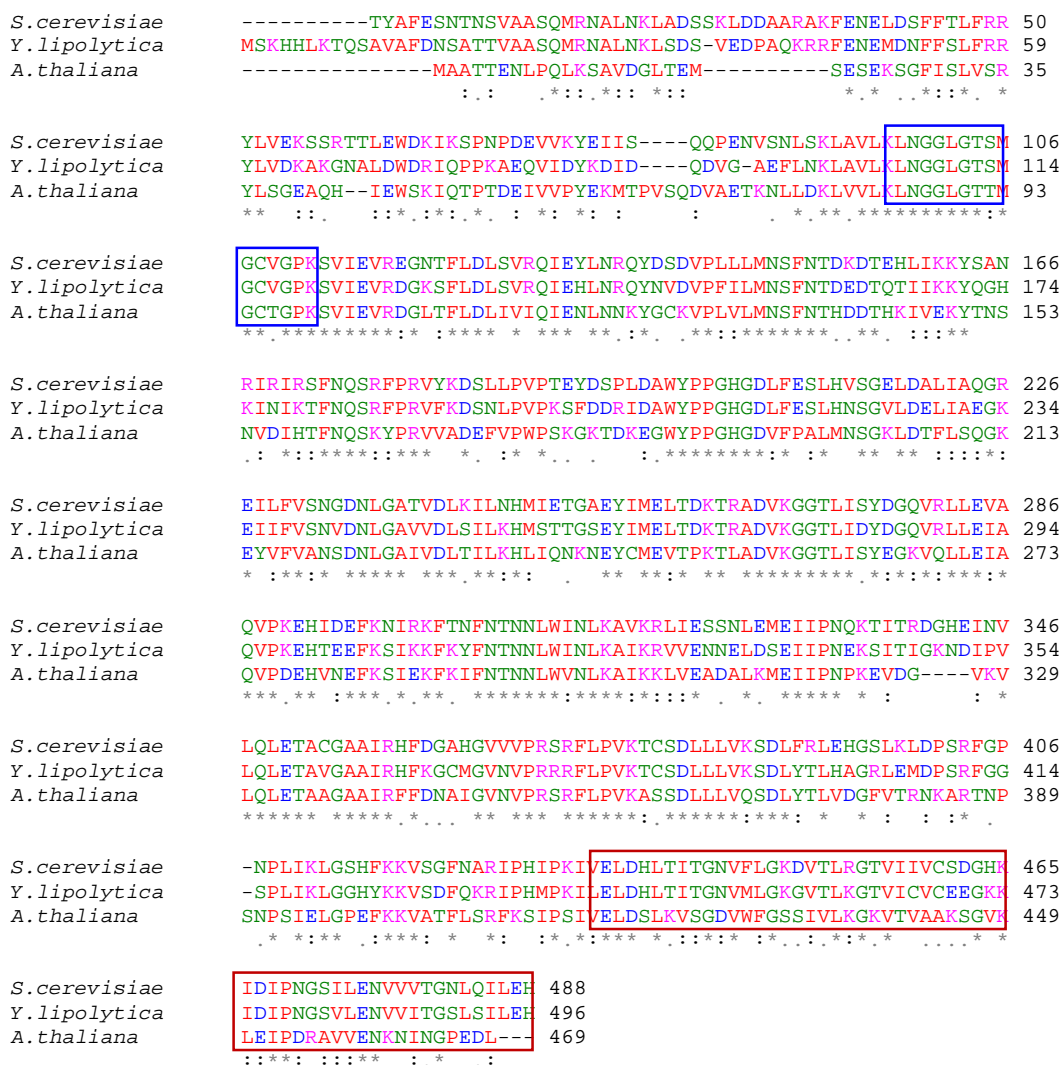 S.cerevisiae ----------TYAFESNTNSVAASQMRNALNKLADSSKLDDAARAKFENELDSFFTLFRR 50
Y.lipolytica MSKHHLKTQSAVAFDNSATTVAASQMRNALNKLSDS-VEDPAQKRRFENEMDNFFSLFRR 59
A.thaliana ---------------MAATTENLPQLKSAVDGLTEM----------SESEKSGFISLVSR 35
:.: .*::.*:: :: *.* ..*::*. *
S.cerevisiae YLVEKSSRTTLEWDKIKSPNPDEVVKYEIIS----QQPENVSNLSKLAVLKLNGGLGTSM 106
Y.lipolytica YLVDKAKGNALDWDRIQPPKAEQVIDYKDID----QDVG-AEFLNKLAVLKLNGGLGTSM 114
A.thaliana YLSGEAQH--IEWSKIQTPTDEIVVPYEKMTPVSQDVAETKNLLDKLVVLKLNGGLGTTM 93
** ::. ::*.:*:.*. : *: *: : : . *.**.**********:*
S.cerevisiae GCVGPKSVIEVREGNTFLDLSVRQIEYLNRQYDSDVPLLLMNSFNTDKDTEHLIKKYSAN 166
Y.lipolytica GCVGPKSVIEVRDGKSFLDLSVRQIEHLNRQYNVDVPFILMNSFNTDEDTQTIIKKYQGH 174
A.thaliana GCTGPKSVIEVRDGLTFLDLIVIQIENLNNKYGCKVPLVLMNSFNTHDDTHKIVEKYTNS 153
**.*********:* :**** * *** **.:*. .**::*******..**. :::**
S.cerevisiae RIRIRSFNQSRFPRVYKDSLLPVPTEYDSPLDAWYPPGHGDLFESLHVSGELDALIAQGR 226
Y.lipolytica KINIKTFNQSRFPRVFKDSNLPVPKSFDDRIDAWYPPGHGDLFESLHNSGVLDELIAEGK 234
A.thaliana NVDIHTFNQSKYPRVVADEFVPWPSKGKTDKEGWYPPGHGDVFPALMNSGKLDTFLSQGK 213
.: *::****::*** *. :* *... . :.********:* :* ** ** ::::*:
S.cerevisiae EILFVSNGDNLGATVDLKILNHMIETGAEYIMELTDKTRADVKGGTLISYDGQVRLLEVA 286
Y.lipolytica EIIFVSNVDNLGAVVDLSILKHMSTTGSEYIMELTDKTRADVKGGTLIDYDGQVRLLEIA 294
A.thaliana EYVFVANSDNLGAIVDLTILKHLIQNKNEYCMEVTPKTLADVKGGTLISYEGKVQLLEIA 273
* :**:* ***** ***.**:*: . ** **:* ** *********.*:*:*:***:*
S.cerevisiae QVPKEHIDEFKNIRKFTNFNTNNLWINLKAVKRLIESSNLEMEIIPNQKTITRDGHEINV 346
Y.lipolytica QVPKEHTEEFKSIKKFKYFNTNNLWINLKAIKRVVENNELDSEIIPNEKSITIGKNDIPV 354
A.thaliana QVPDEHVNEFKSIEKFKIFNTNNLWVNLKAIKKLVEADALKMEIIPNPKEVDG----VKV 329
***.** :***.*.**. *******:****:*::*:* . *. ***** * : : *
S.cerevisiae LQLETACGAAIRHFDGAHGVVVPRSRFLPVKTCSDLLLVKSDLFRLEHGSLKLDPSRFGP 406
Y.lipolytica LQLETAVGAAIRHFKGCMGVNVPRRRFLPVKTCSDLLLVKSDLYTLHAGRLEMDPSRFGG 414
A.thaliana LQLETAAGAAIRFFDNAIGVNVPRSRFLPVKASSDLLLVQSDLYTLVDGFVTRNKARTNP 389
****** *****.*... ** *** ******:.******:***: * * : : :* .
S.cerevisiae -NPLIKLGSHFKKVSGFNARIPHIPKIVELDHLTITGNVFLGKDVTLRGTVIIVCSDGHK 465
Y.lipolytica -SPLIKLGGHYKKVSDFQKRIPHMPKILELDHLTITGNVMLGKGVTLKGTVICVCEEGKK 473
A.thaliana SNPSIELGPEFKKVATFLSRFKSIPSIVELDSLKVSGDVWFGSSIVLKGKVTVAAKSGVK 449
.* *:** .:***: * *: :*.*:*** *.::*:* :*..:.*:*.* ....* *
S.cerevisiae IDIPNGSILENVVVTGNLQILEH 488
Y.lipolytica IDIPNGSVLENVVITGSLSILEH 496
A.thaliana LEIPDRAVVENKNINGPEDL--- 469
::**: ::** :.* :